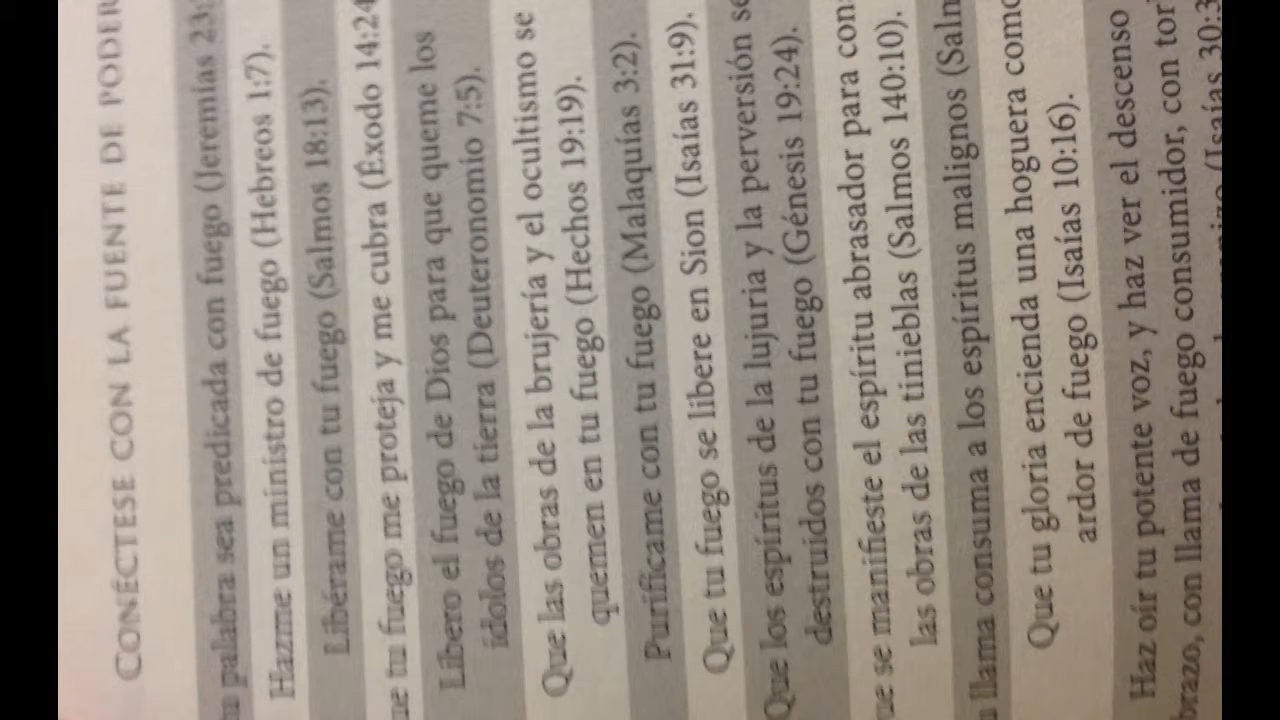 CONÉCTESE CON LA FUENTE DE PODER
palabra sea predicada con fuego (Jeremías
Hazme un ministro de fuego (Hebreos 1:7).
Libérame con tu fuego (Salmos 18:13).
tu fuego me proteja y me cubra (Éxodo 14:24
Libero el fuego de Dios para que queme los
ídolos de la tierra (Deuteronomio 7:5).
Que las obras de la brujería y el ocultismo se
quemen en tu fuego (Hechos 19:19).
Purifícame con tu fuego (Malaquías 3:2).
Que tu fuego se libere en Sion (Isaías 31:9).
Que los espíritus de la lujuria y la perversión
destruidos con tu fuego (Génesis 19:24).
se manifieste el espíritu abrasador para
las obras de las tinieblas (Salmos 140:10).
llama consuma a los espíritus malignos
Que tu gloria encienda una hoguera como
ardor de fuego (Isaías 10:16).
Haz oír tu potente voz, y haz ver el descenso
brazo, con llama de fuego consumidor, con
(Isaías